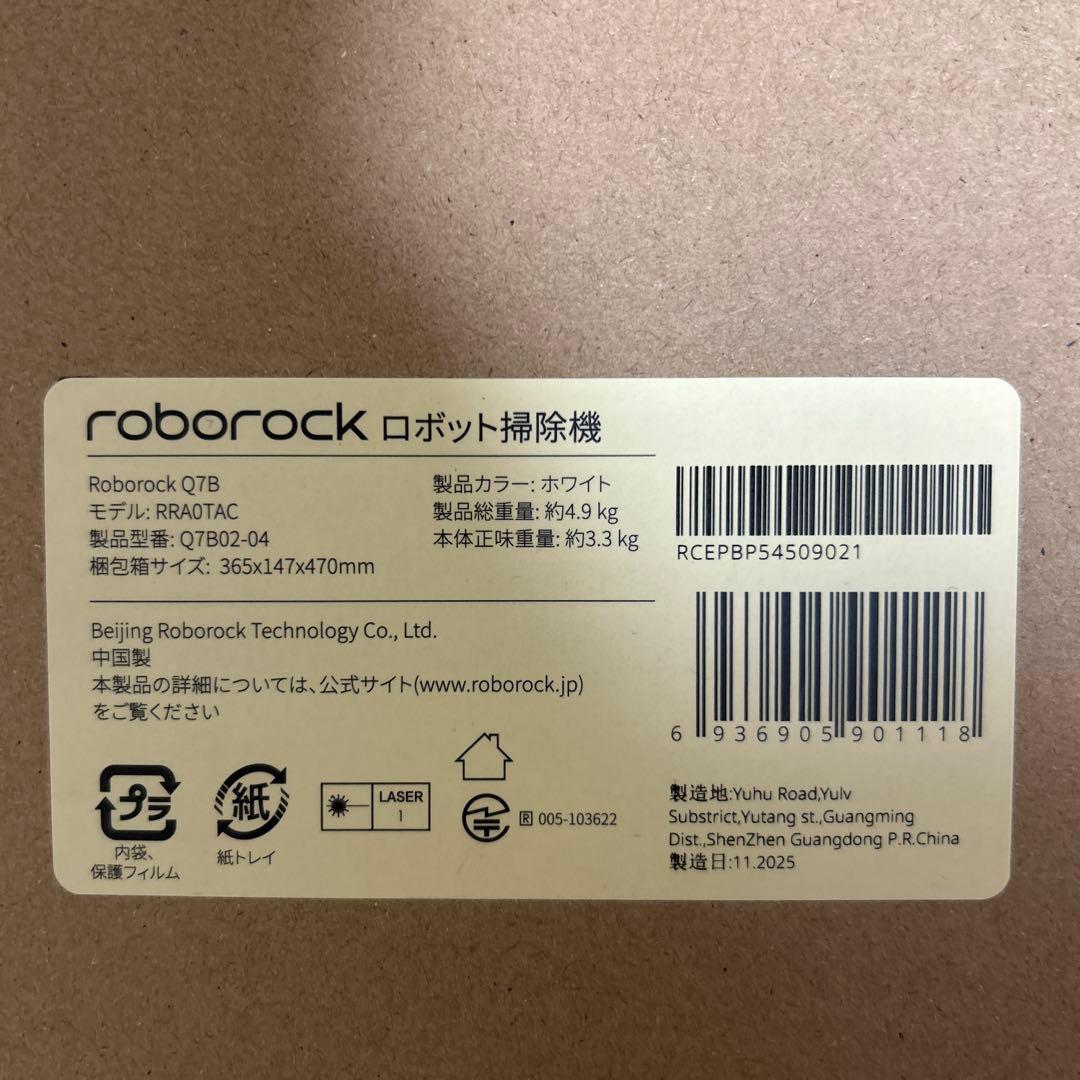 roborock ロボット掃除機
Roborock Q7B
モデル: RRA0TAC
製品型番: Q7B02-04
梱包箱サイズ: 365x147x470mm
製品カラー: ホワイト
製品総重量: 約4.9 kg
本体正味重量: 約3.3 kg
Beijing Roborock Technology Co., Ltd.
中国製
本製品の詳細については、公式サイト(www.roborock.jp)
をご覧ください
プラ
内袋、
保護フィルム
紙
紙トレイ
LASER
1
R 005-103622
RCEPBP54509021
6 936905 901118
製造地:Yuhu Road,Yulv
Substrict,Yutang st.,Guangming
Dist.,ShenZhen Guangdong P.R.China
製造日:11.2025